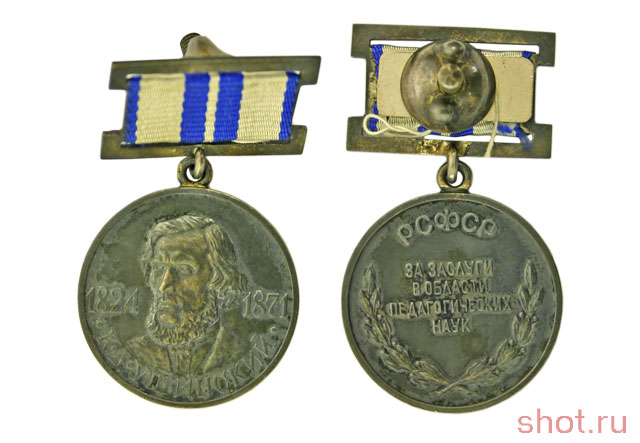 1824 1871
К.Д. УШИНСКИЙ
РСФСР
ЗА ЗАСЛУГИ
В ОБЛАСТИ
ПЕДАГОГИЧЕСКИХ
НАУК
shot.ru